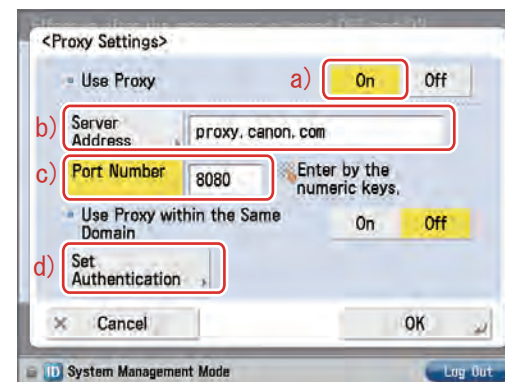 <Proxy Settings>
Use Proxy
a)
On
Off
b)
Server
Address
proxy.canon.com
c)
Port Number
8080
Enter by the
numeric keys.
Use Proxy within the Same
Domain
On
Off
d)
Set
Authentication
Cancel
OK
ID System Management Mode
Log Out